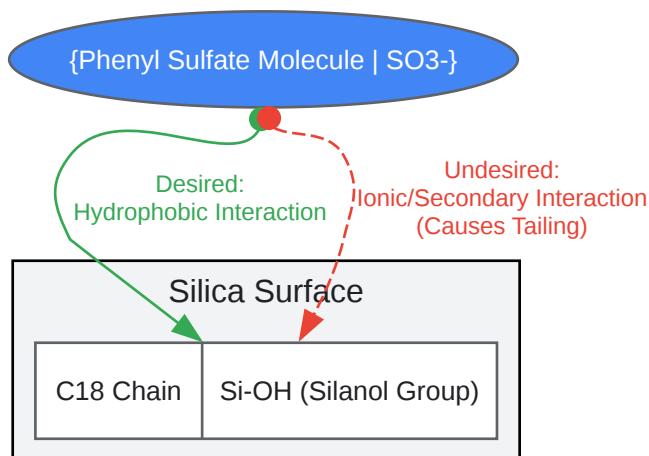 {Phenyl Sulfate Molecule | SO3-}
Desired:
Hydrophobic Interaction
Undesired:
Ionic/Secondary Interaction
(Causes Tailing)
Silica Surface
C18 Chain
Si-OH (Silanol Group)